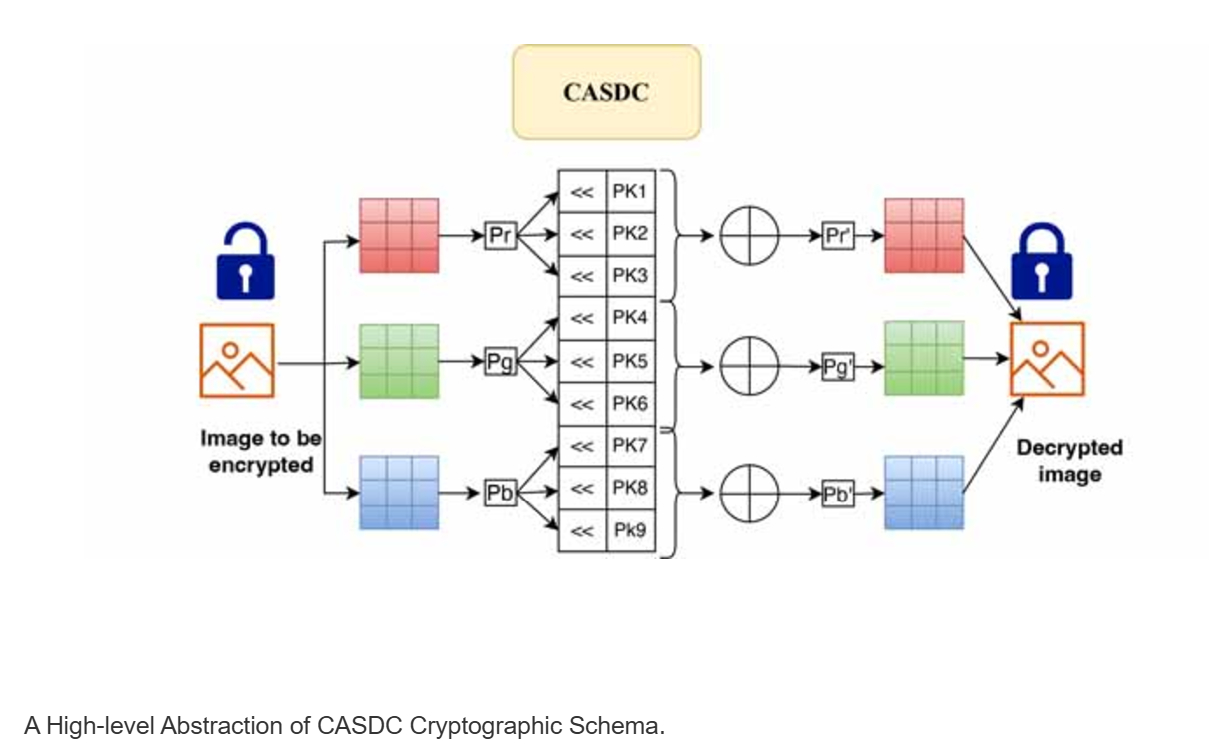 CASDC
<< PK1
Pr << PK2 Pr'
<< PK3
<< PK4
Pg << PK5 Pg'
<< PK6
Image to be
encrypted
<< PK7
Decrypted
image
Pb << PK8 Pb'
<< Pk9
A High-level Abstraction of CASDC Cryptographic Schema.